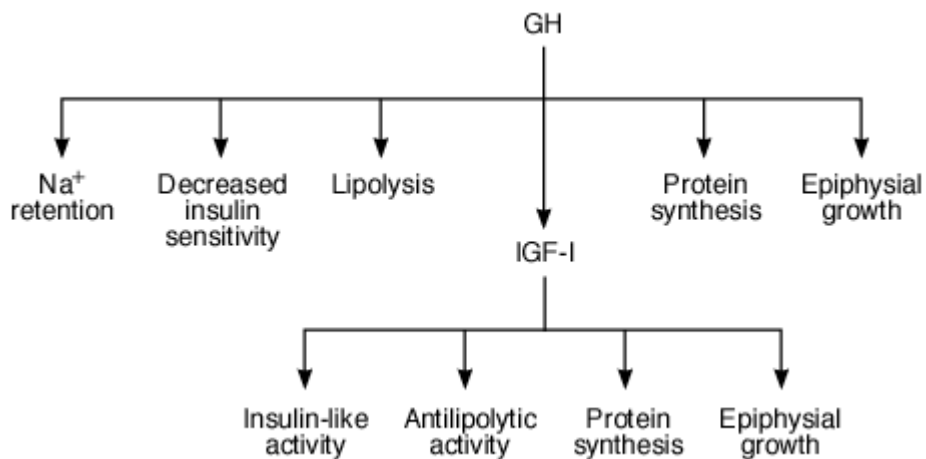 GH
Na+
retention
Decreased
insulin
sensitivity
Lipolysis
Protein
synthesis
Epiphysial
growth
IGF-I
Insulin-like
activity
Antilipolytic
activity
Protein
synthesis
Epiphysial
growth